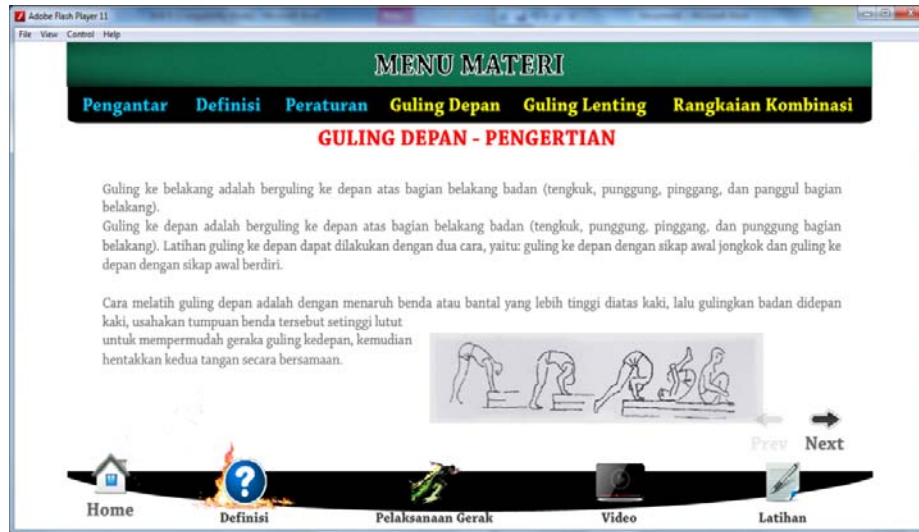 Adobe Flash Player 11
File View Control Help
MENU MATERI
Pengantar Definisi Peraturan Guling Depan Guling Lenting Rangkaian Kombinasi
GULING DEPAN - PENGERTIAN
Guling ke belakang adalah berguling ke depan atas bagian belakang badan (tengkuk, punggung, pinggang, dan panggul bagian
belakang).
Guling ke depan adalah berguling ke depan atas bagian belakang badan (tengkuk, punggung, pinggang, dan punggung bagian
belakang). Latihan guling ke depan dapat dilakukan dengan dua cara, yaitu: guling ke depan dengan sikap awal jongkok dan guling ke
depan dengan sikap awal berdiri.
Cara melatih guling depan adalah dengan menaruh benda atau bantal yang lebih tinggi diatas kaki, lalu gulingkan badan didepan
kaki, usahakan tumpuan benda tersebut setinggi lutut
untuk mempermudah geraka guling kedepan, kemudian
hentakkan kedua tangan secara bersamaan.
Prev Next
Home Definisi Pelaksanaan Gerak Video Latihan